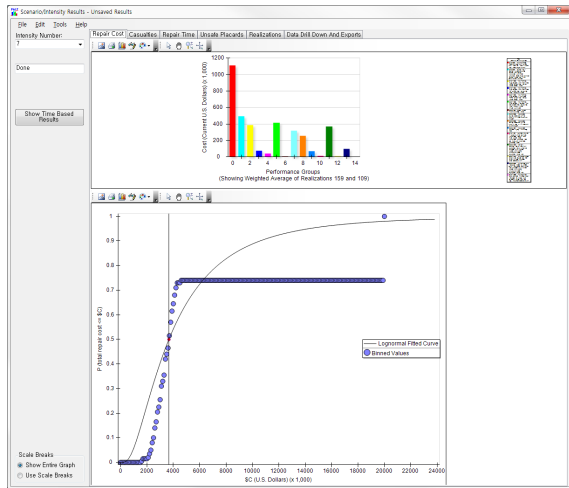 Scenario/Intensity Results - Unsaved Results
File Edit Tools Help
Intensity Number:
7
Done
Show Time Based
Results
Scale Breaks
Show Entire Graph
Use Scale Breaks
Repair Cost Casualties Repair Time Unsafe Placards Realizations Data Drill Down And Exports
Cost (Current U.S. Dollars) (x 1,000)
1200
1000
800
600
400
200
0
0 2 4 6 8 10 12 14
Performance Groups
(Showing Weighted Average of Realizations 159 and 109)
P (total repair cost <= $C)
1
0.9
0.8
0.7
0.6
0.5
0.4
0.3
0.2
0.1
0
Lognormal Fitted Curve
Binned Values
0 2000 4000 6000 8000 10000 12000 14000 16000 18000 20000 22000 24000
$C (U.S. Dollars) (x 1,000)